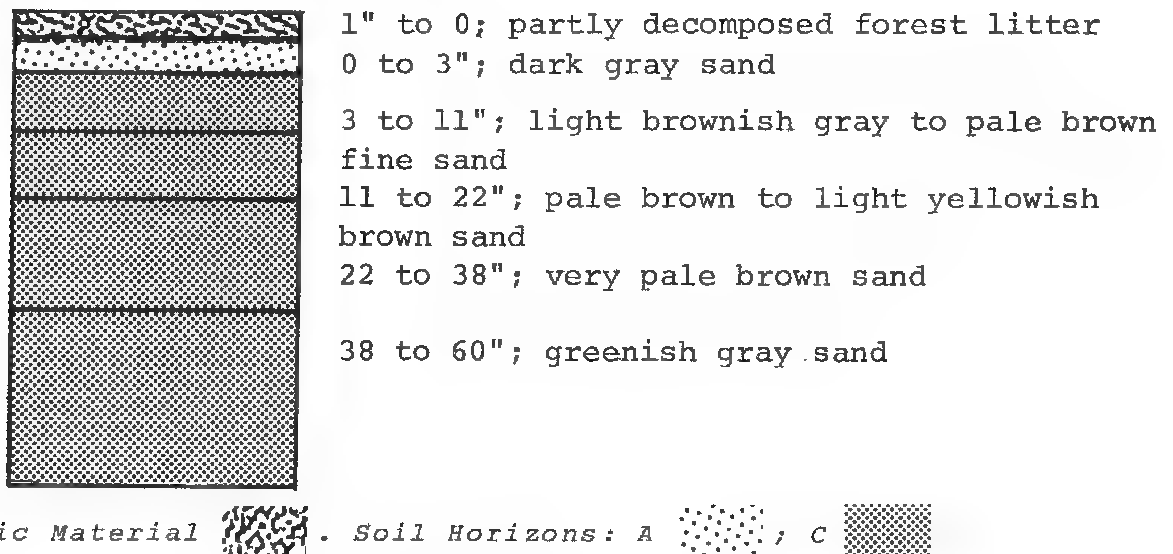 1" to 0; partly decomposed forest litter
0 to 3"; dark gray sand
3 to 11"; light brownish gray to pale brown
fine sand
11 to 22"; pale brown to light yellowish
brown sand
22 to 38"; very pale brown sand
38 to 60"; greenish gray sand
ic Material . Soil Horizons: A ; C